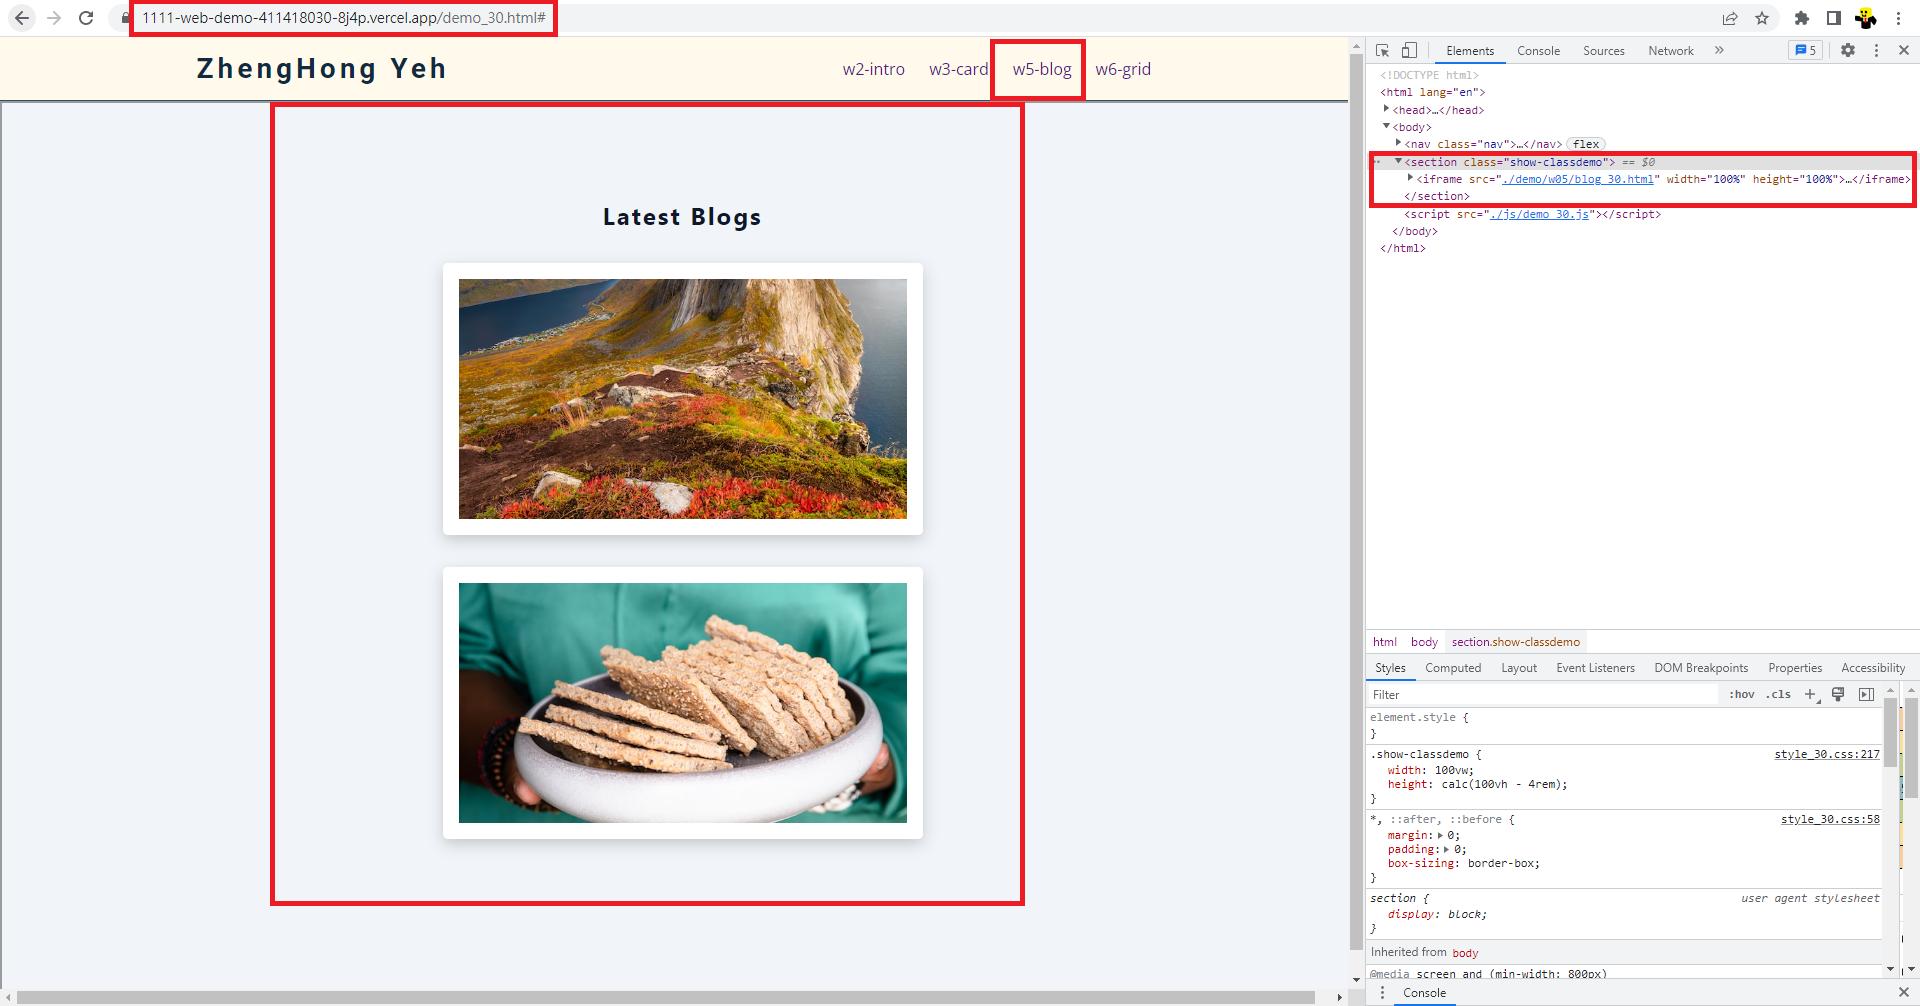 1111-web-demo-411418030-8j4p.vercel.app/demo_30.html#
ZhengHong Yeh
w2-intro w3-card w5-blog w6-grid
Latest Blogs
Elements Console Sources Network » 5
<!DOCTYPE html>
<html lang="en">
<head>…</head>
<body>
<nav class="nav">…</nav> flex
<section class="show-classdemo"> == $0
<iframe src="./demo/w05/blog_30.html" width="100%" height="100%">…</iframe>
</section>
<script src="./js/demo_30.js"></script>
</body>
</html>
html body section.show-classdemo
Styles Computed Layout Event Listeners DOM Breakpoints Properties Accessibility
Filter :hov .cls +
element.style {
}
.show-classdemo { style_30.css:217
width: 100vw;
height: calc(100vh - 4rem);
}
*, ::after, ::before { style_30.css:58
margin: 0;
padding: 0;
box-sizing: border-box;
}
section { user agent stylesheet
display: block;
}
Inherited from body
@media screen and (min-width: 800px)
Console